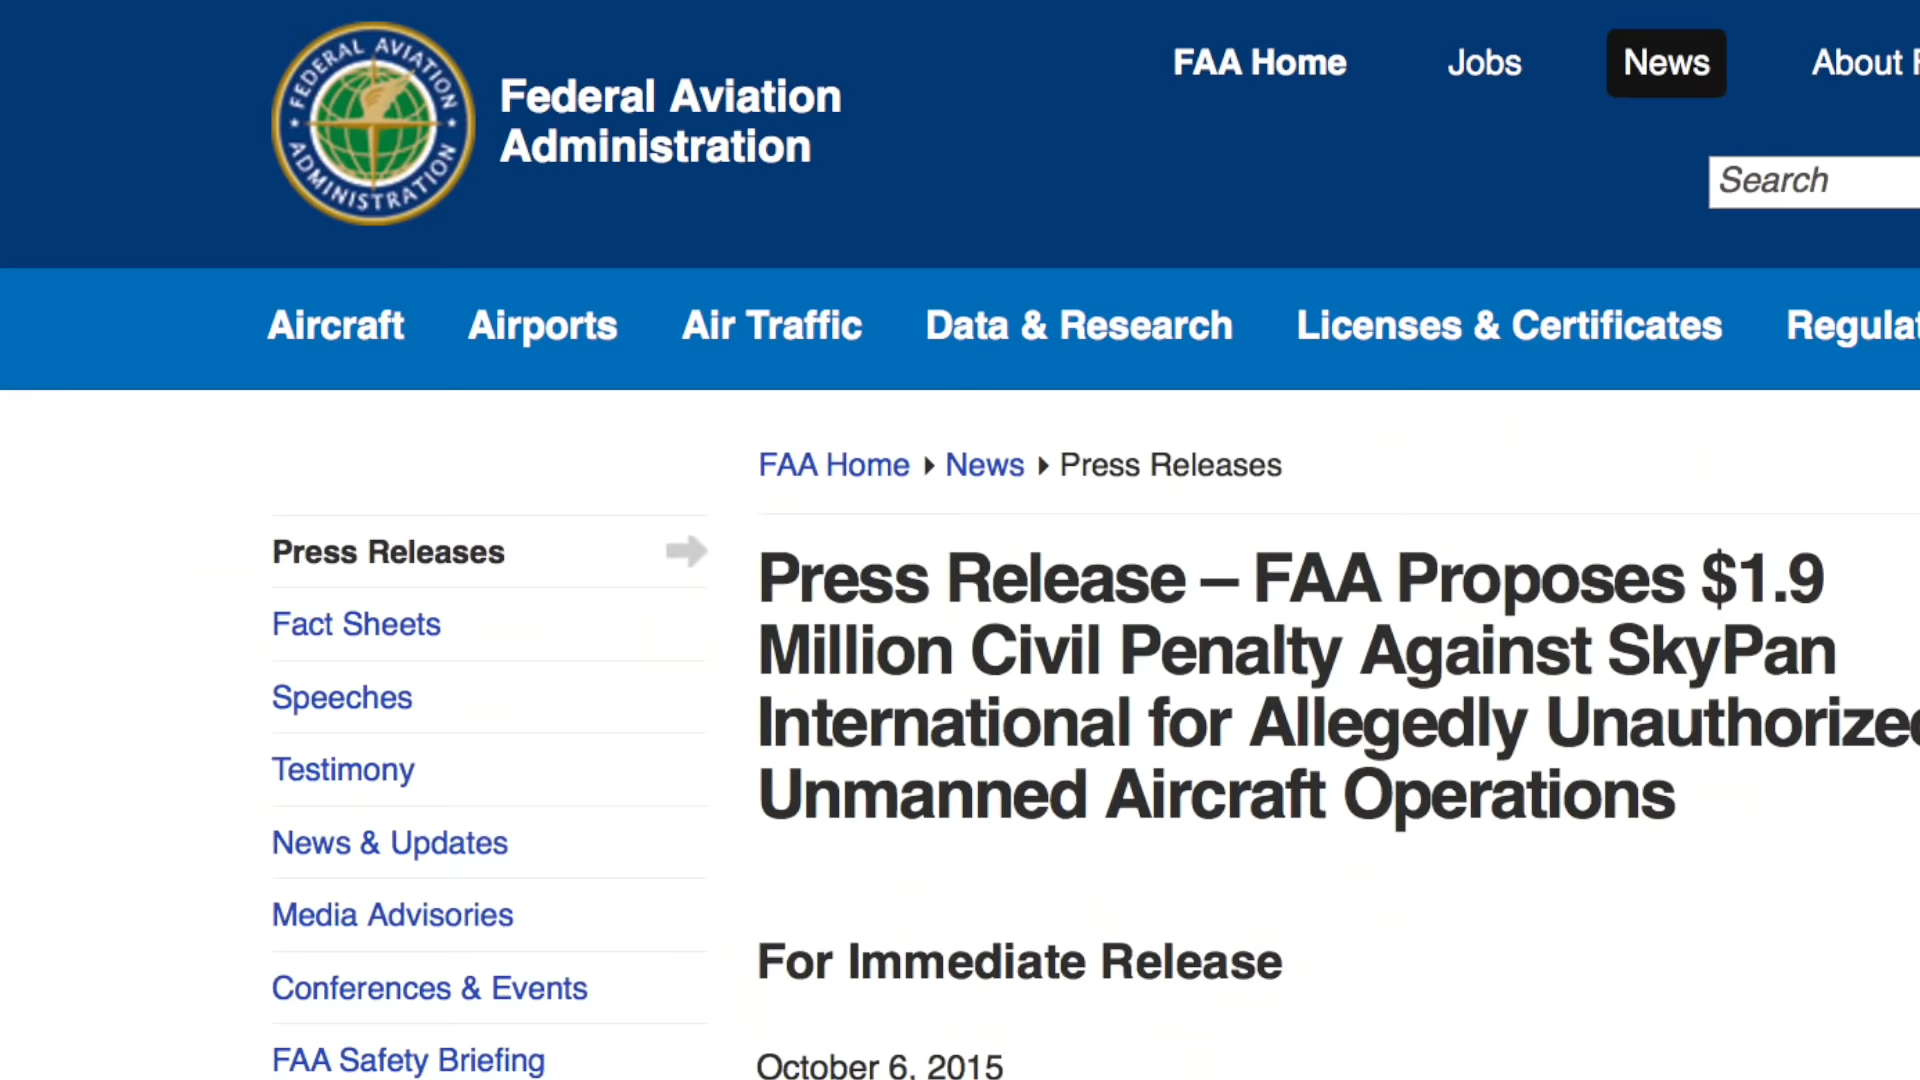 FEDERAL AVIATION
ADMINISTRATION
Federal Aviation
Administration
FAA Home
Jobs
News
About
Search
Aircraft
Airports
Air Traffic
Data & Research
Licenses & Certificates
Regulat
FAA Home
News
Press Releases
Press Releases
Fact Sheets
Speeches
Testimony
News & Updates
Media Advisories
Conferences & Events
FAA Safety Briefing
Press Release – FAA Proposes $1.9
Million Civil Penalty Against SkyPan
International for Allegedly Unauthorized
Unmanned Aircraft Operations
For Immediate Release
October 6, 2015